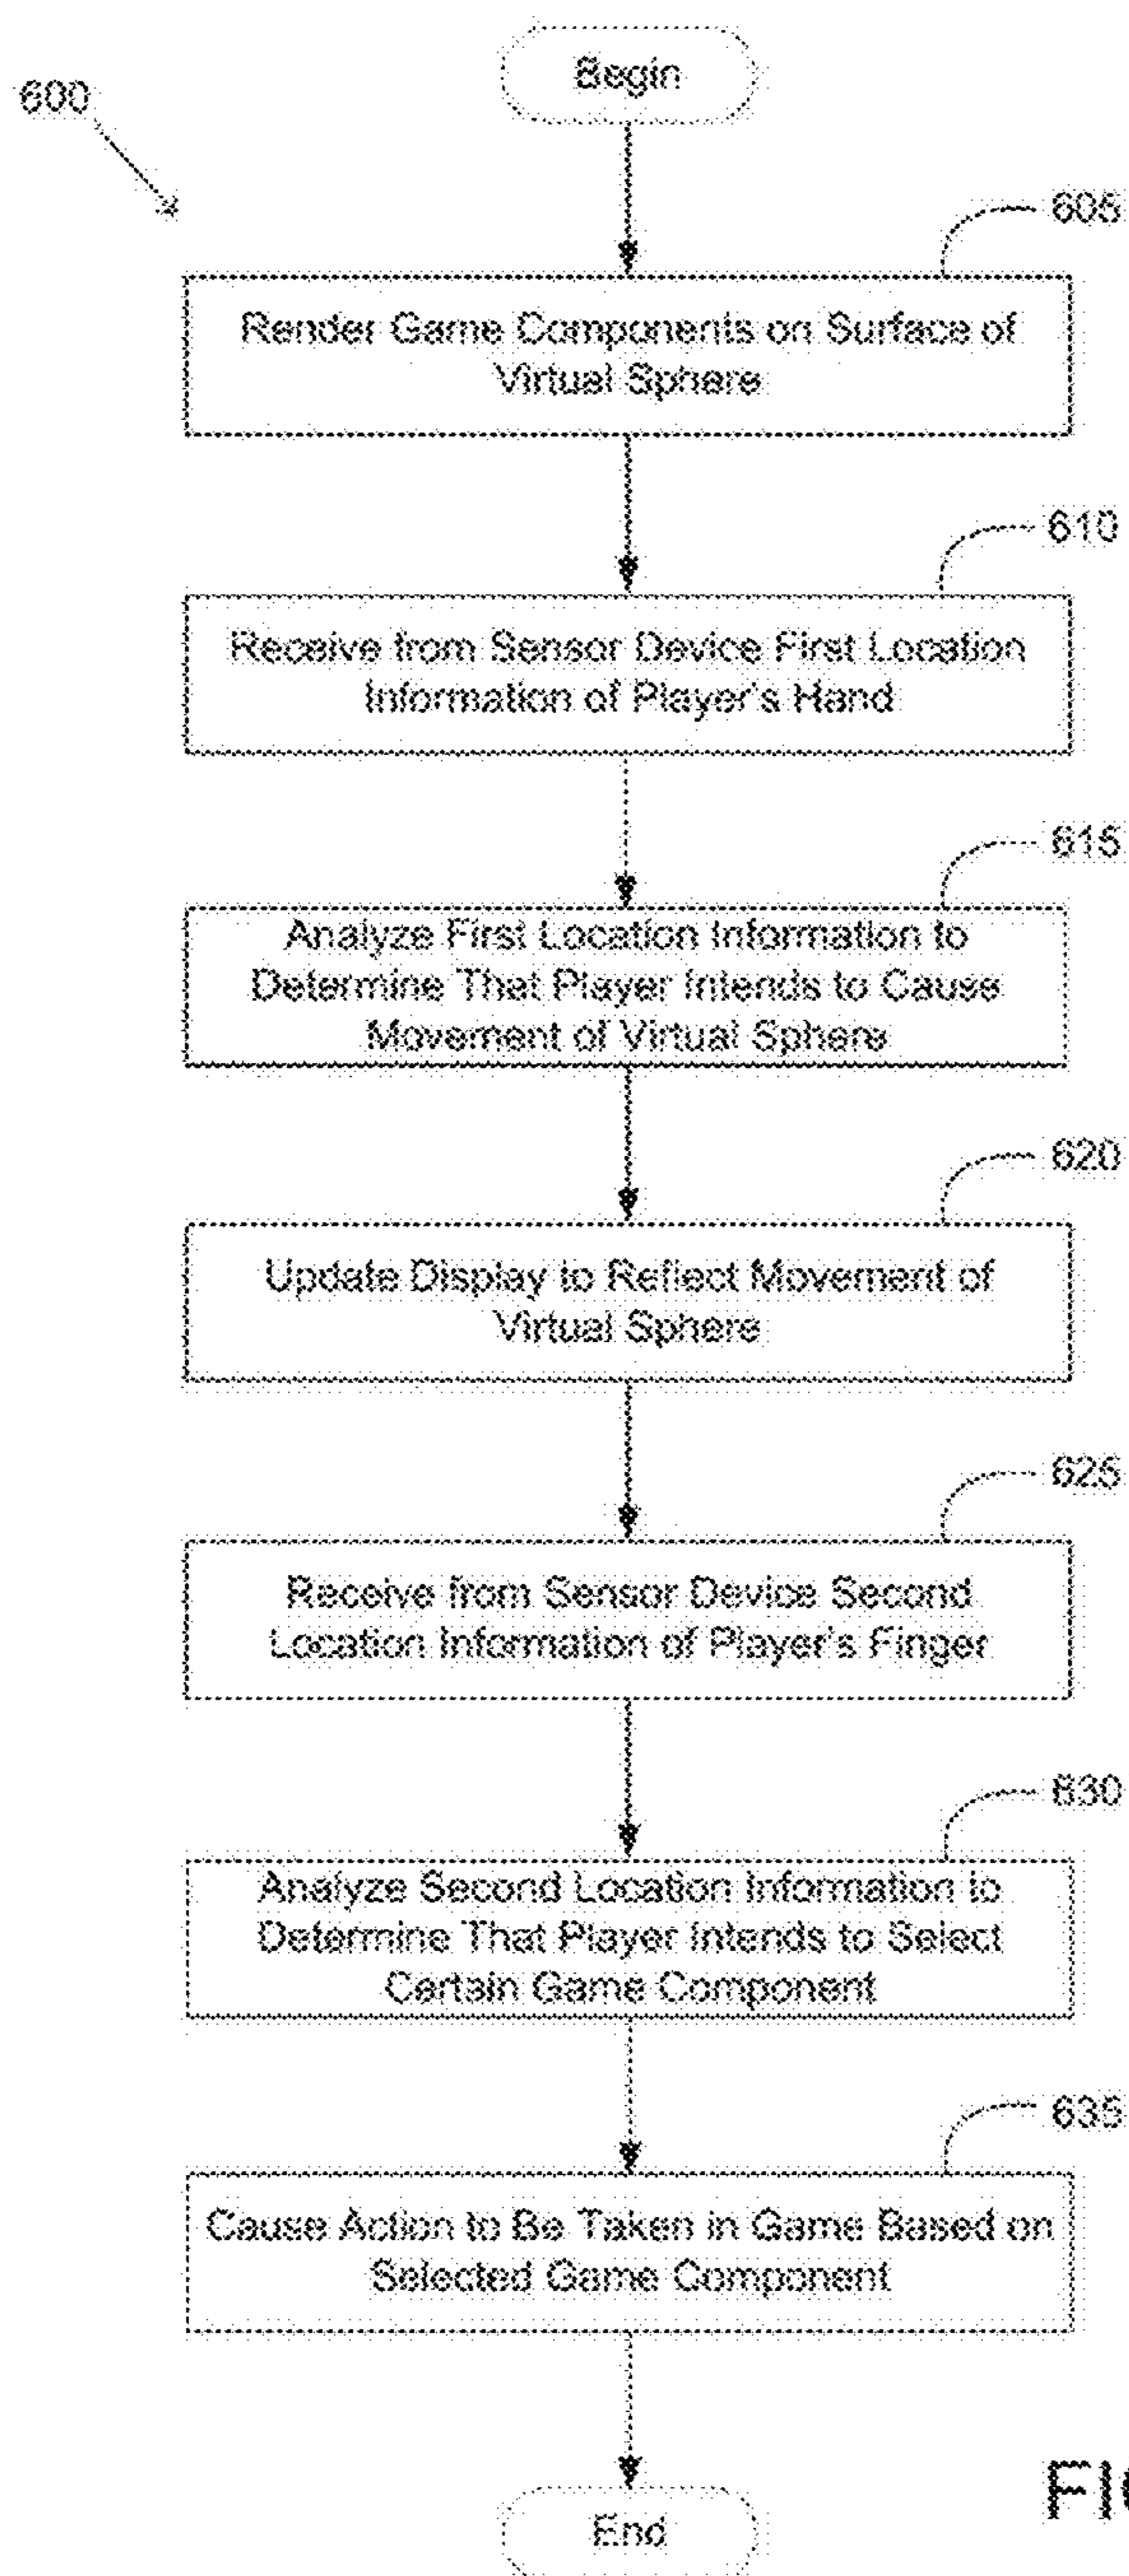 Begin
600
605
Render Game Components on Surface of
Virtual Sphere
610
Receive from Sensor Device First Location
Information of Player's Hand
615
Analyze First Location Information to
Determine That Player Intends to Cause
Movement of Virtual Sphere
620
Update Display to Reflect Movement of
Virtual Sphere
625
Receive from Sensor Device Second
Location Information of Player's Finger
630
Analyze Second Location Information to
Determine That Player Intends to Select
Certain Game Component
635
Cause Action to Be Taken in Game Based on
Selected Game Component
End